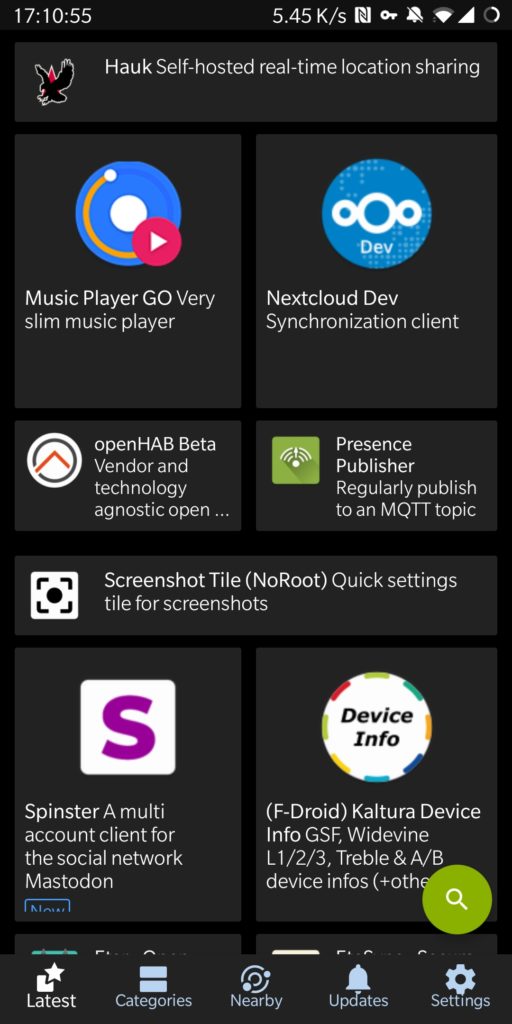 17:10:55 5.45 K/s
Hauk Self-hosted real-time location sharing
Music Player GO Very
slim music player
Dev
Nextcloud Dev
Synchronization client
openHAB Beta
Vendor and
technology
agnostic open ...
Presence
Publisher
Regularly publish
to an MQTT topic
Screenshot Tile (NoRoot) Quick settings
tile for screenshots
S
Spinster A multi
account client for
the social network
Mastodon
New
Device
Info
(F-Droid) Kaltura Device
Info GSF, Widevine
L1/2/3, Treble & A/B
device infos (+othe
Latest
Categories
Nearby
Updates
Settings